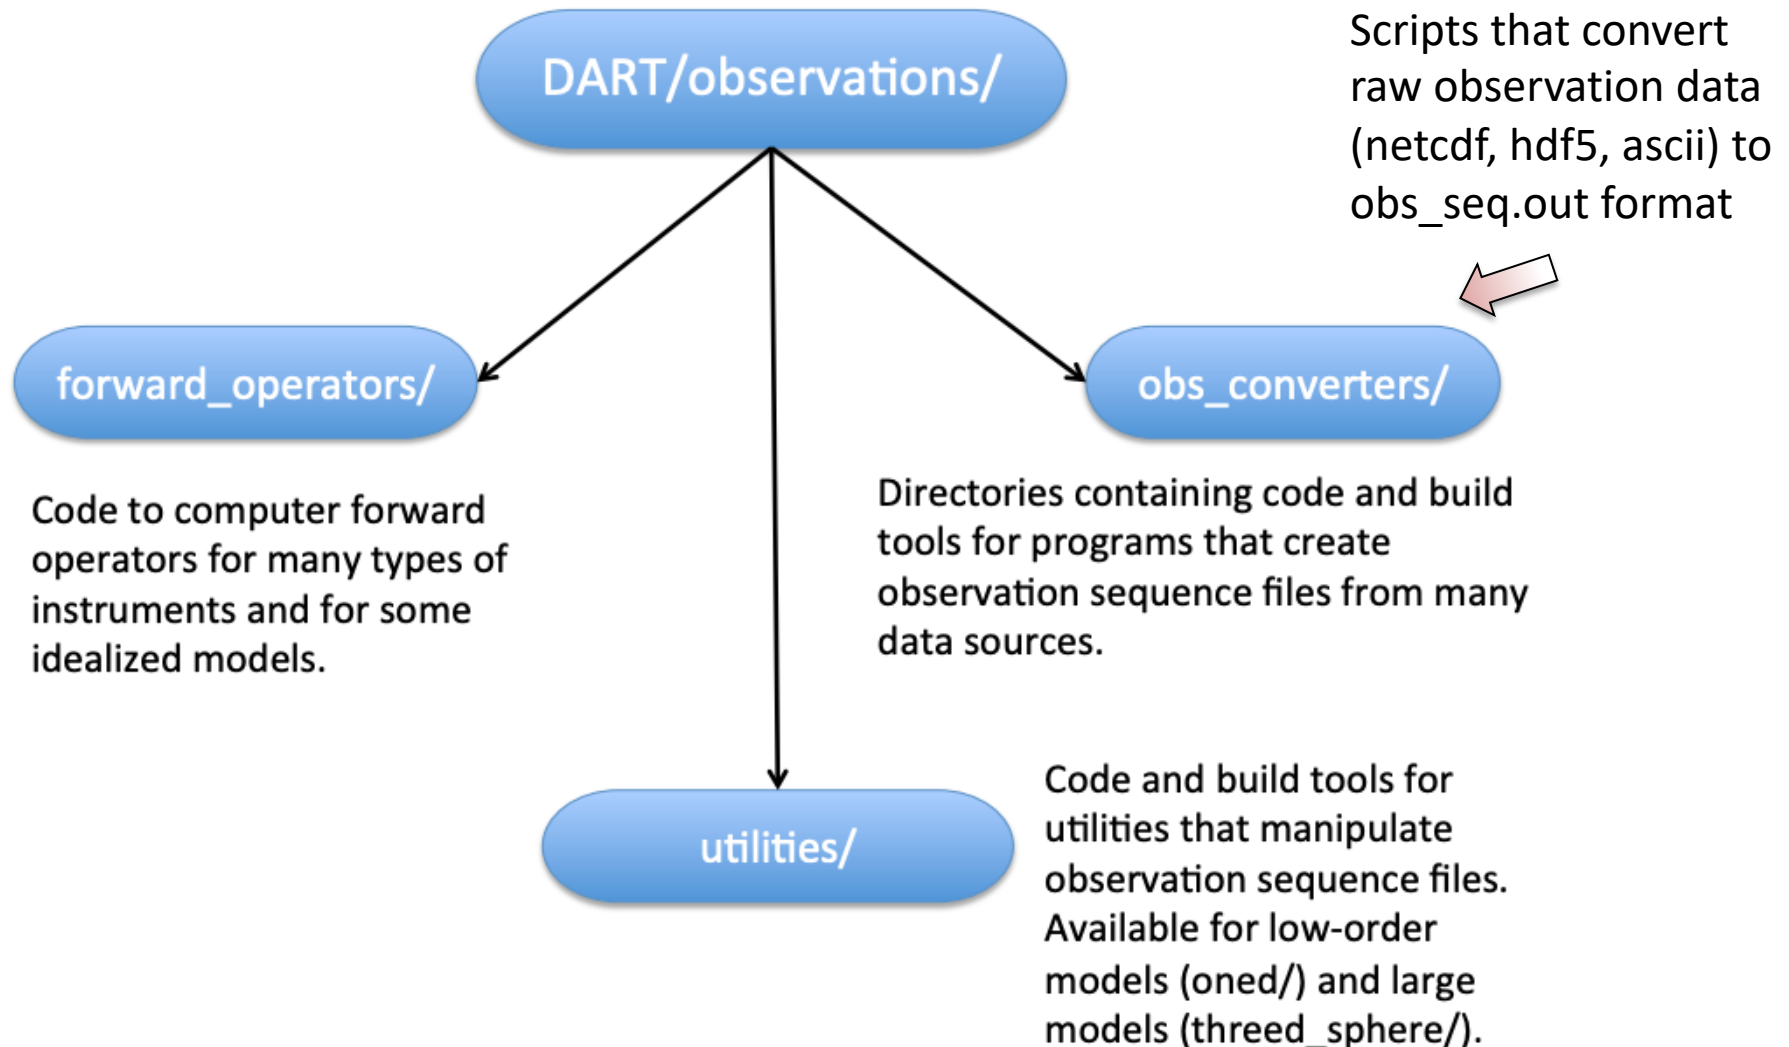 DART/observations/
Scripts that convert
raw observation data
(netcdf, hdf5, ascii) to
obs_seq.out format
forward_operators/
obs_converters/
Code to computer forward
operators for many types of
instruments and for some
idealized models.
Directories containing code and build
tools for programs that create
observation sequence files from many
data sources.
utilities/
Code and build tools for
utilities that manipulate
observation sequence files.
Available for low-order
models (oned/) and large
models (threed_sphere/).